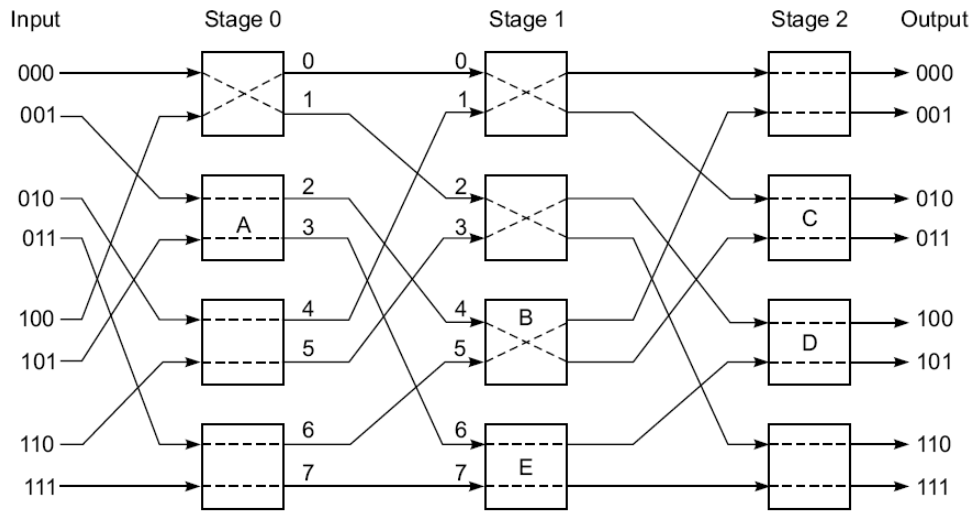 Input Stage 0 Stage 1 Stage 2 Output
000 0 0 000
001 1 1 001
010 2 2 010
A C
011 3 3 011
100 4 4 B 100
101 5 5 D 101
110 6 6 110
E
111 7 7 111